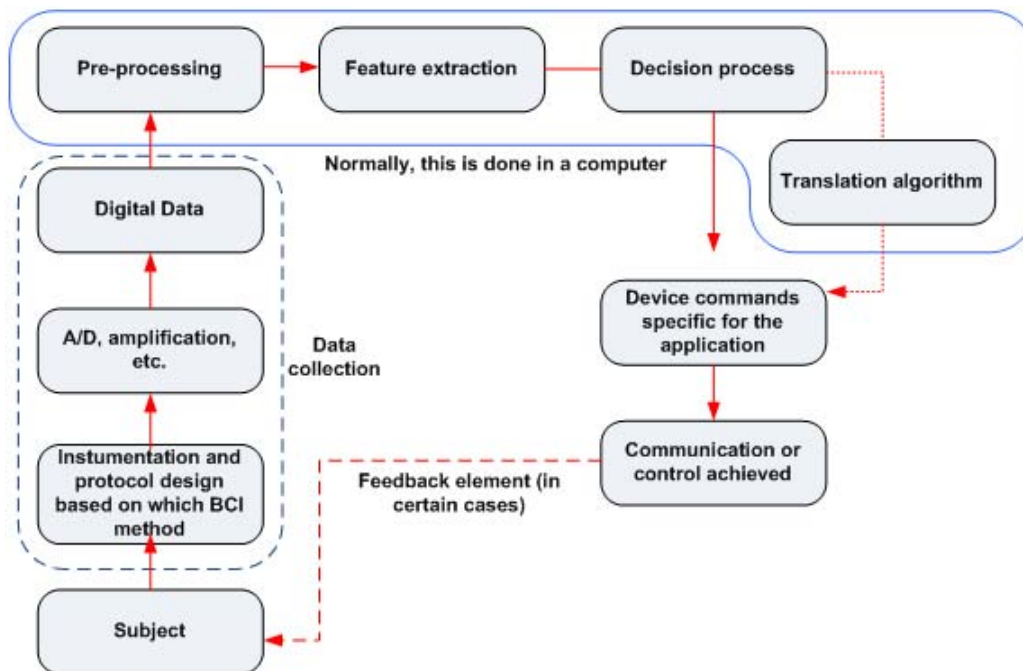 Pre-processing
Feature extraction
Decision process
Normally, this is done in a computer
Translation algorithm
Digital Data
Device commands
specific for the
application
A/D, amplification,
etc.
Data
collection
Communication or
control achieved
Instumentation and
protocol design
based on which BCI
method
Feedback element (in
certain cases)
Subject